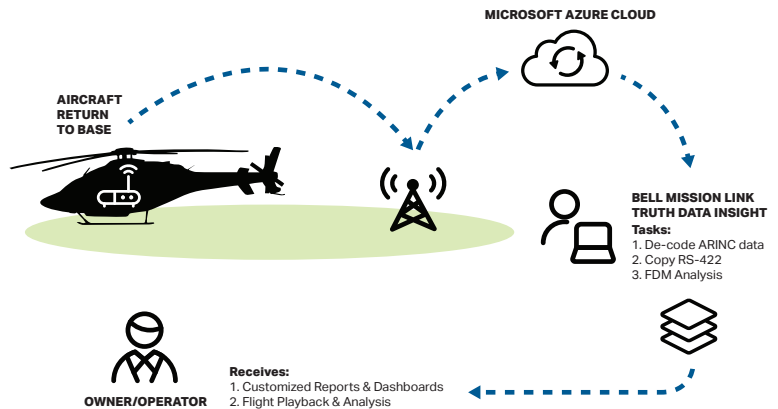 MICROSOFT AZURE CLOUD
AIRCRAFT
RETURN
TO BASE
BELL MISSION LINK
TRUTH DATA INSIGHT
Tasks:
1. De-code ARINC data
2. Copy RS-422
3. FDM Analysis
OWNER/OPERATOR
Receives:
1. Customized Reports & Dashboards
2. Flight Playback & Analysis